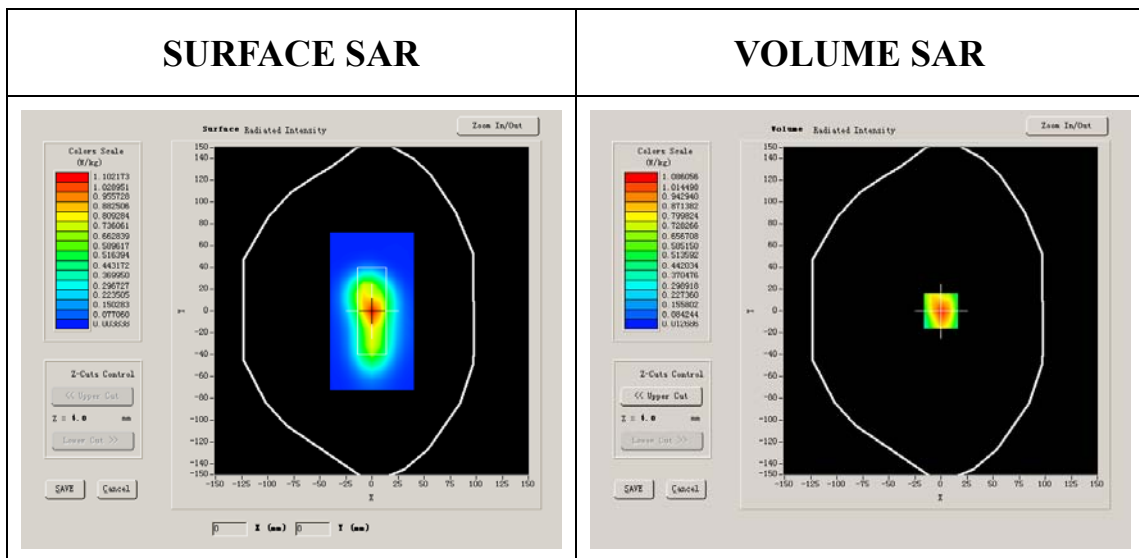 SURFACE SAR
VOLUME SAR
Surface Radiated Intensity
Zoom In/Out
Colors Scale
(W/kg)
1.102173
1.028951
0.955728
0.882506
0.809284
0.736061
0.662839
0.589617
0.516394
0.443172
0.369950
0.296727
0.223505
0.150283
0.077060
0.003838
150
140
120
100
80
60
40
20
0
-20
-40
-60
-80
-100
-120
-140
-150
Y
-150 -125 -100 -75 -50 -25 0 25 50 75 100 125 150
X
Z-Cuts Control
<< Upper Cut
Z = 4.0 mm
Lower Cut >>
SAVE
Cancel
0 X (mm) 0 Y (mm)
Volume Radiated Intensity
Zoom In/Out
Colors Scale
(W/kg)
1.086056
1.014498
0.942940
0.871382
0.799824
0.728266
0.656708
0.585150
0.513592
0.442034
0.370476
0.298918
0.227360
0.155802
0.084244
0.012686
150
140
120
100
80
60
40
20
0
-20
-40
-60
-80
-100
-120
-140
-150
Y
-150 -125 -100 -75 -50 -25 0 25 50 75 100 125 150
X
Z-Cuts Control
<< Upper Cut
Z = 4.0 mm
Lower Cut >>
SAVE
Cancel